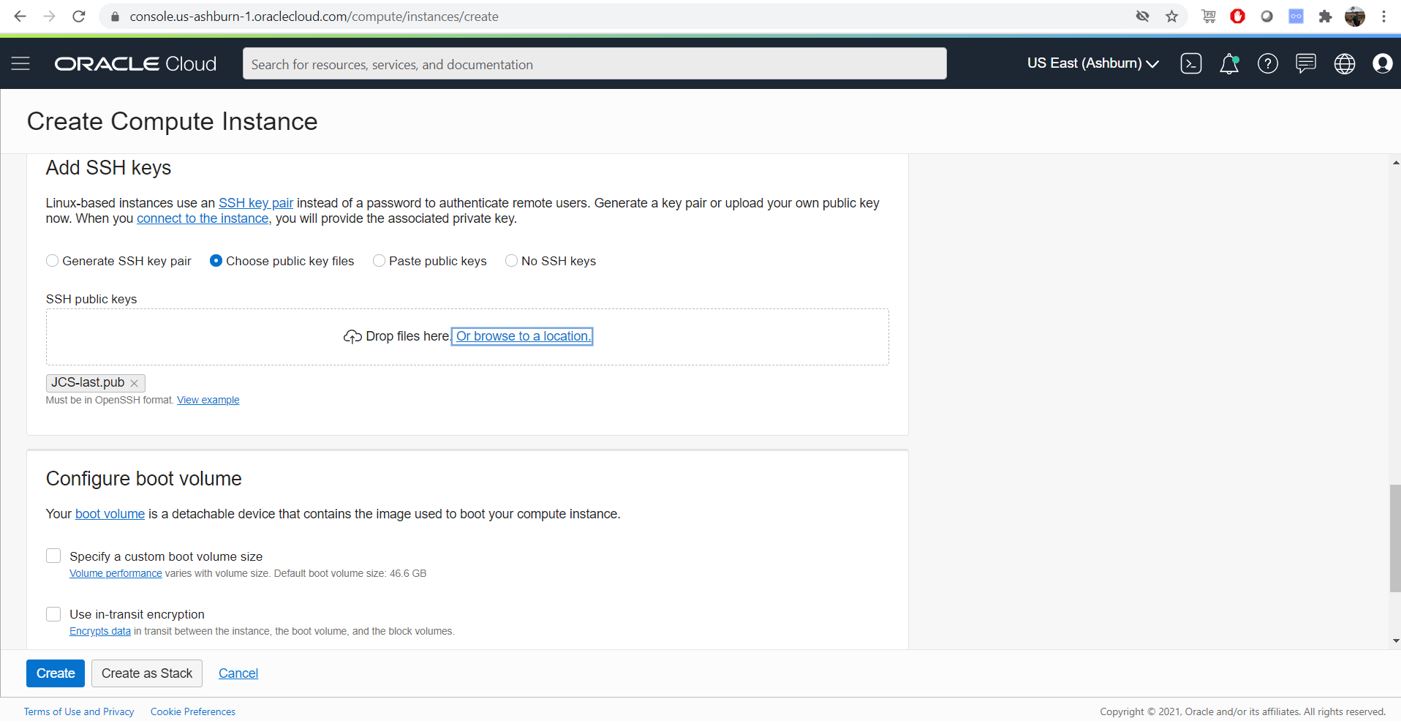 console.us-ashburn-1.oraclecloud.com/compute/instances/create
ORACLE Cloud
Search for resources, services, and documentation
US East (Ashburn)
Create Compute Instance
Add SSH keys
Linux-based instances use an SSH key pair instead of a password to authenticate remote users. Generate a key pair or upload your own public key
now. When you connect to the instance, you will provide the associated private key.
Generate SSH key pair Choose public key files Paste public keys No SSH keys
SSH public keys
Drop files here. Or browse to a location.
JCS-last.pub ×
Must be in OpenSSH format. View example
Configure boot volume
Your boot volume is a detachable device that contains the image used to boot your compute instance.
Specify a custom boot volume size
Volume performance varies with volume size. Default boot volume size: 46.6 GB
Use in-transit encryption
Encrypts data in transit between the instance, the boot volume, and the block volumes.
Create Create as Stack Cancel
Terms of Use and Privacy Cookie Preferences Copyright © 2021, Oracle and/or its affiliates. All rights reserved.